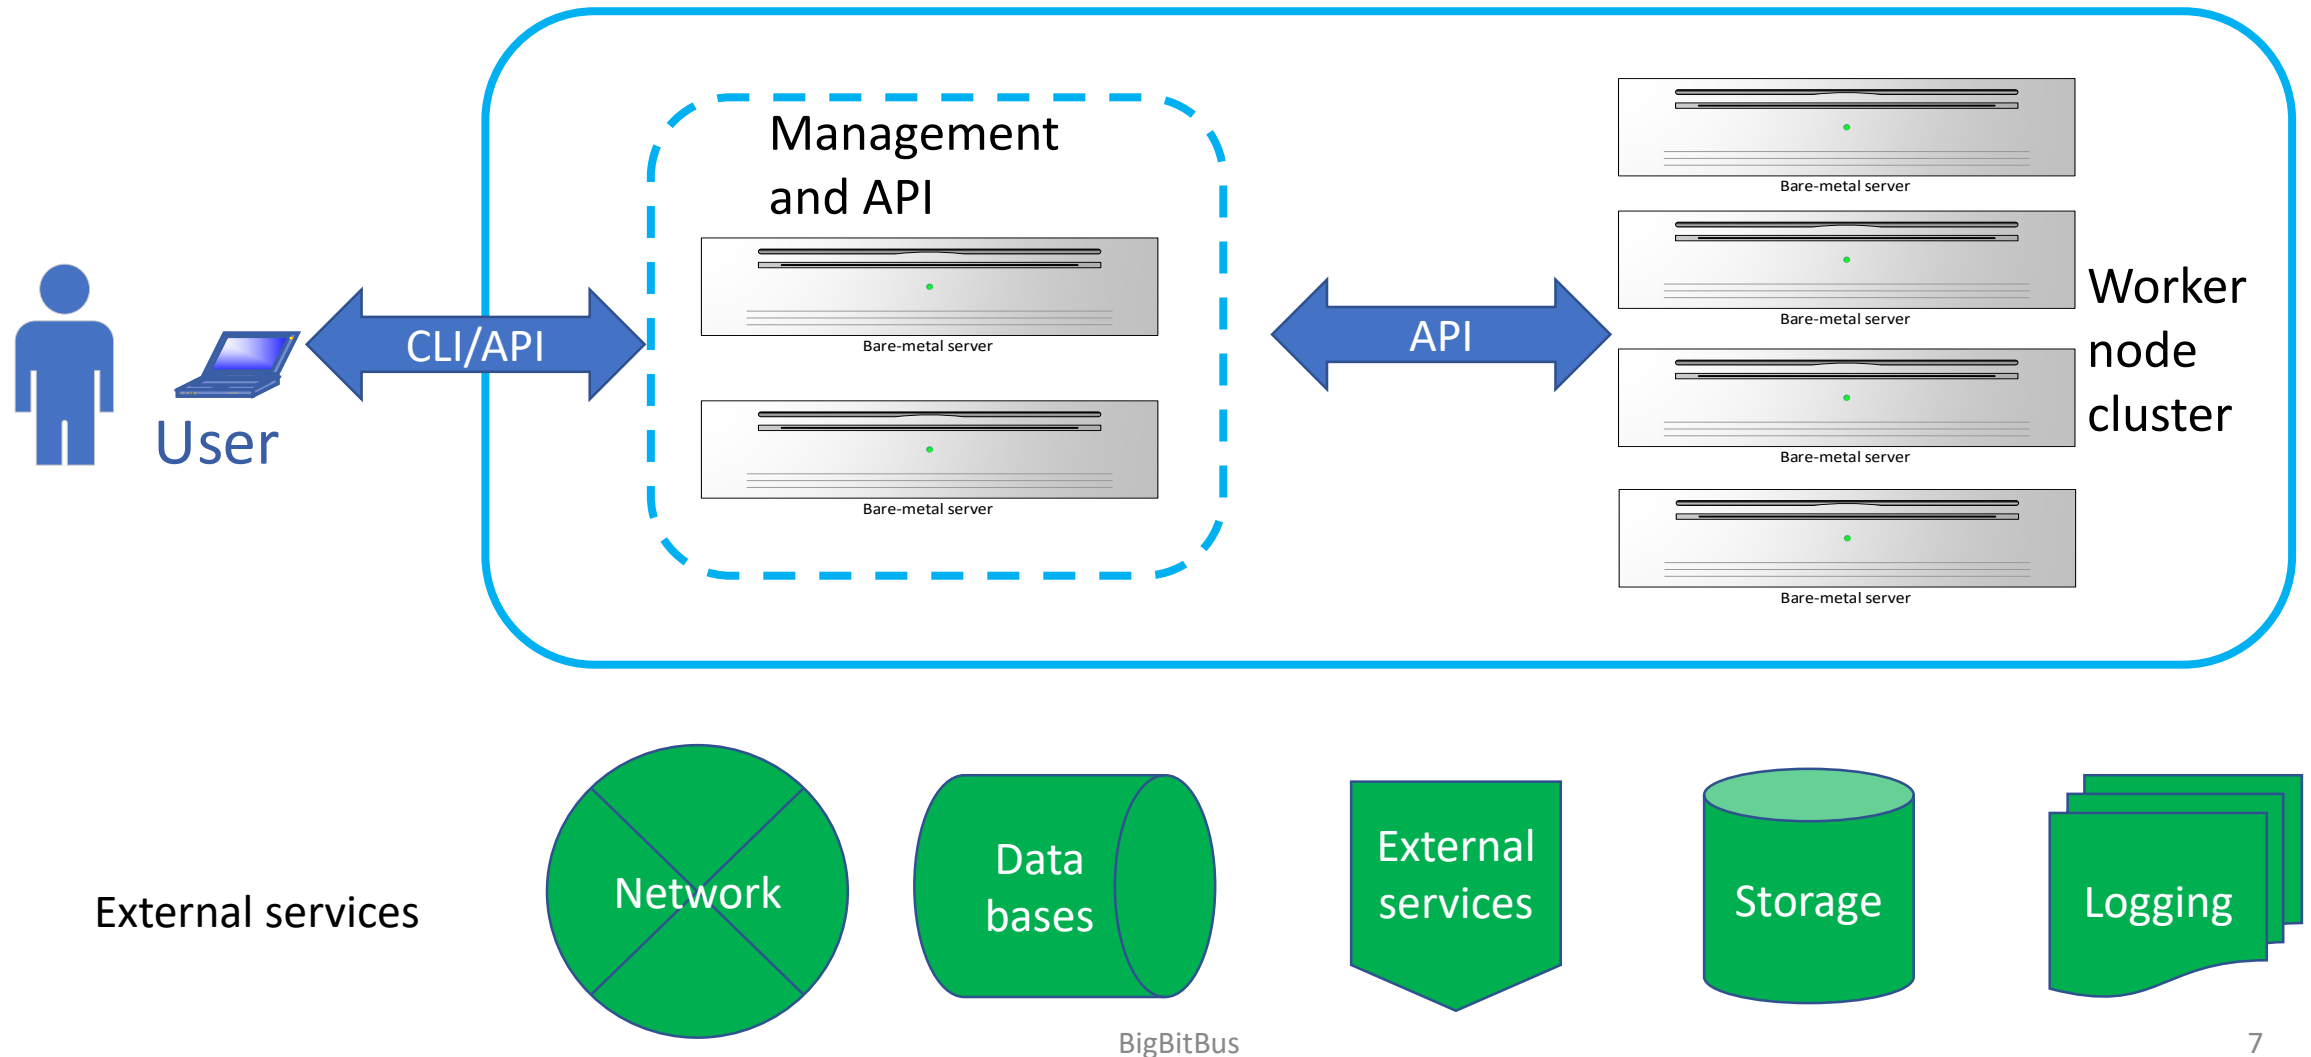 Management
and API
Bare-metal server
Bare-metal server
User
CLI/API
API
Bare-metal server
Bare-metal server
Bare-metal server
Bare-metal server
Worker
node
cluster
External services
Network
Data
bases
External
services
Storage
Logging
BigBitBus
7